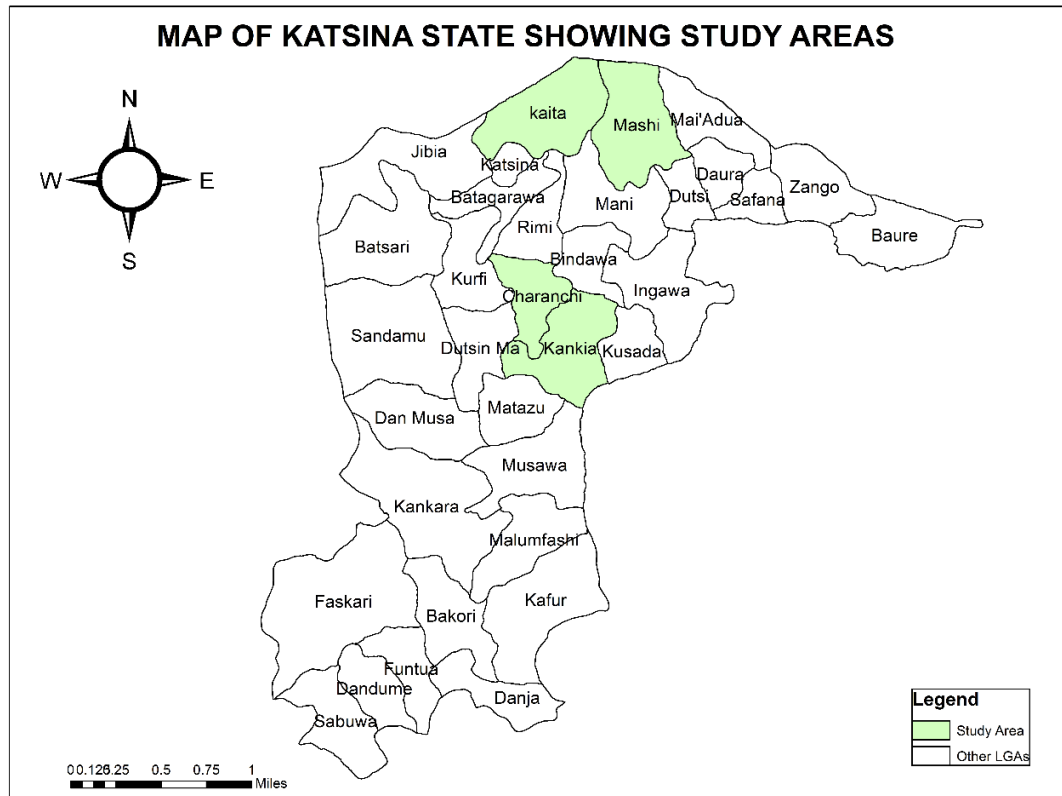 MAP OF KATSINA STATE SHOWING STUDY AREAS
N
W E
S
kaita
Mashi
Mai'Adua
Jibia
Katsina
Daura
Zango
Batagarawa
Mani
Dutsi
Safana
Rimi
Baure
Batsari
Bindawa
Kurfi
Ingawa
Charanchi
Sandamu
Dutsin Ma
Kankia
Kusada
Matazu
Dan Musa
Musawa
Kankara
Malumfashi
Faskari
Kafur
Bakori
Funtua
Dandume
Danja
Sabuwa
Legend
Study Area
Other LGAs
0 0.125 0.25 0.5 0.75 1
Miles